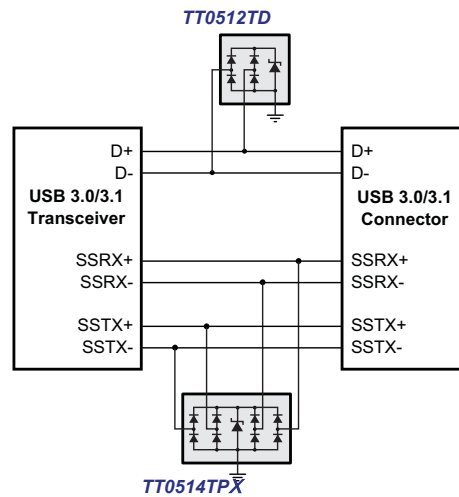 TT0512TD
D+ D+
D- D-
USB 3.0/3.1 USB 3.0/3.1
Transceiver Connector
SSRX+ SSRX+
SSRX- SSRX-
SSTX+ SSTX+
SSTX- SSTX-
TT0514TPX